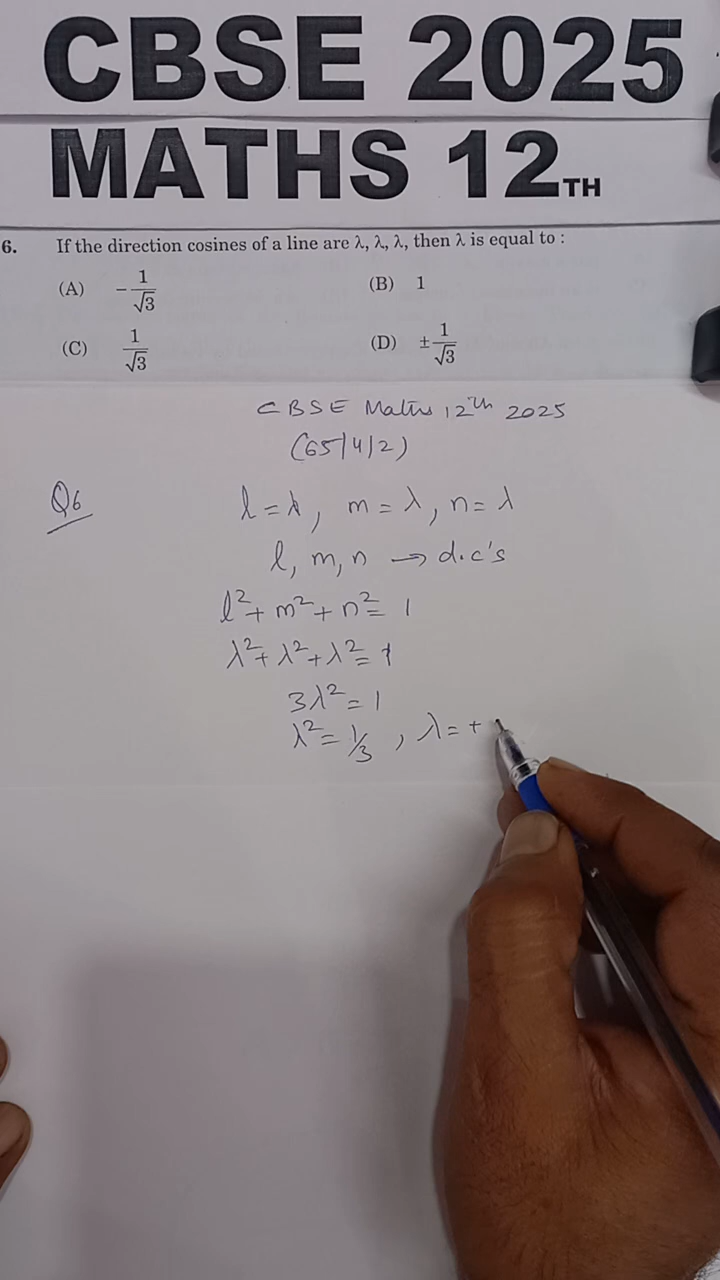 CBSE 2025
MATHS 12TH
6. If the direction cosines of a line are λ, λ, λ, then λ is equal to :
(A) −1/√3 (B) 1
(C) 1/√3 (D) ±1/√3
CBSE Maths 12th 2025
(65/4/2)
Q6 l = λ, m = λ, n = λ
l, m, n → d.c's
l² + m² + n² = 1
λ² + λ² + λ² = 1
3λ² = 1
λ² = 1/3 , λ = +